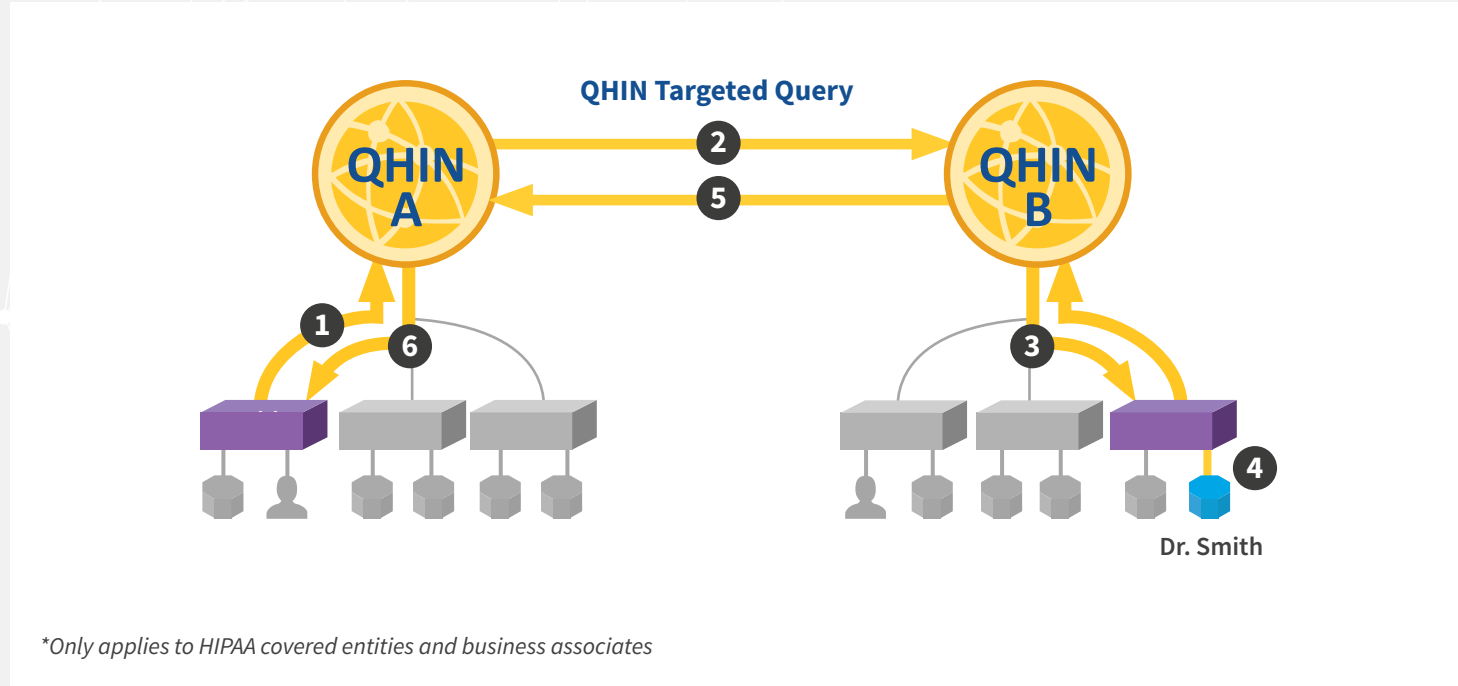 QHIN Targeted Query
QHIN
A
2
QHIN
B
5
1
6
3
4
Dr. Smith
*Only applies to HIPAA covered entities and business associates